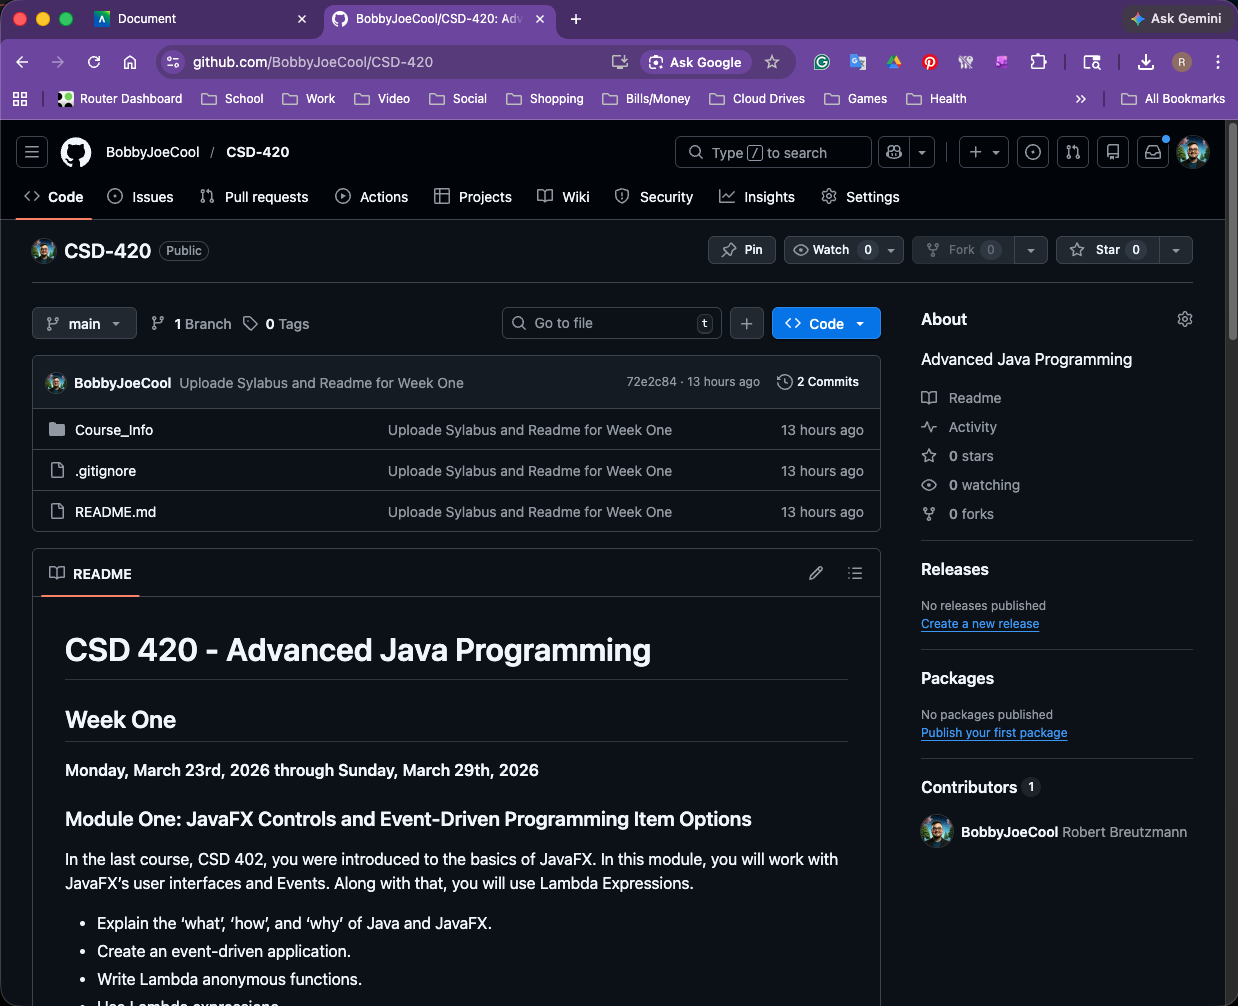 Document
BobbyJoeCool/CSD-420: Adv
Ask Gemini
github.com/BobbyJoeCool/CSD-420
Ask Google
R
Router Dashboard
School
Work
Video
Social
Shopping
Bills/Money
Cloud Drives
Games
Health
All Bookmarks
BobbyJoeCool / CSD-420
Type / to search
Code
Issues
Pull requests
Actions
Projects
Wiki
Security
Insights
Settings
CSD-420
Public
Pin
Watch 0
Fork 0
Star 0
main
1 Branch
0 Tags
Go to file
t
Code
BobbyJoeCool Uploade Sylabus and Readme for Week One
72e2c84 · 13 hours ago
2 Commits
Course_Info
Uploade Sylabus and Readme for Week One
13 hours ago
.gitignore
Uploade Sylabus and Readme for Week One
13 hours ago
README.md
Uploade Sylabus and Readme for Week One
13 hours ago
README
CSD 420 - Advanced Java Programming
Week One
Monday, March 23rd, 2026 through Sunday, March 29th, 2026
Module One: JavaFX Controls and Event-Driven Programming Item Options
In the last course, CSD 402, you were introduced to the basics of JavaFX. In this module, you will work with
JavaFX’s user interfaces and Events. Along with that, you will use Lambda Expressions.
• Explain the ‘what’, ‘how’, and ‘why’ of Java and JavaFX.
• Create an event-driven application.
• Write Lambda anonymous functions.
• Use Lambda expressions.
About
Advanced Java Programming
Readme
Activity
0 stars
0 watching
0 forks
Releases
No releases published
Create a new release
Packages
No packages published
Publish your first package
Contributors 1
BobbyJoeCool Robert Breutzmann